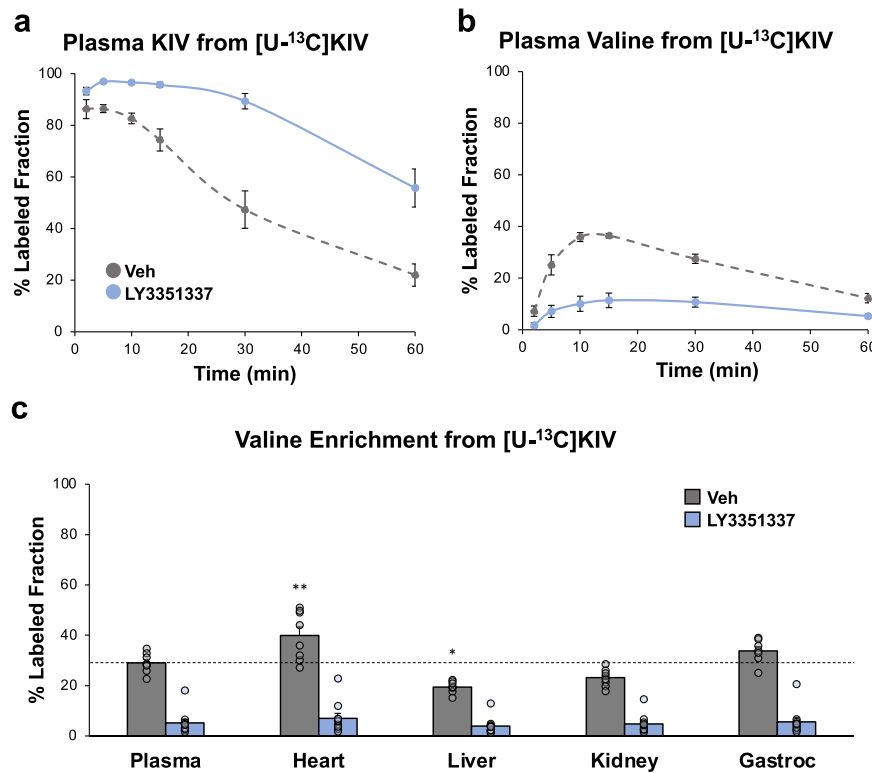 a
Plasma KIV from [U-¹³C]KIV
100
80
60
40
20
0
% Labeled Fraction
Veh
LY3351337
0 10 20 30 40 50 60
Time (min)
b
Plasma Valine from [U-¹³C]KIV
100
80
60
40
20
0
% Labeled Fraction
0 10 20 30 40 50 60
Time (min)
c
Valine Enrichment from [U-¹³C]KIV
100
80
60
40
20
0
% Labeled Fraction
Veh
LY3351337
**
*
Plasma Heart Liver Kidney Gastroc